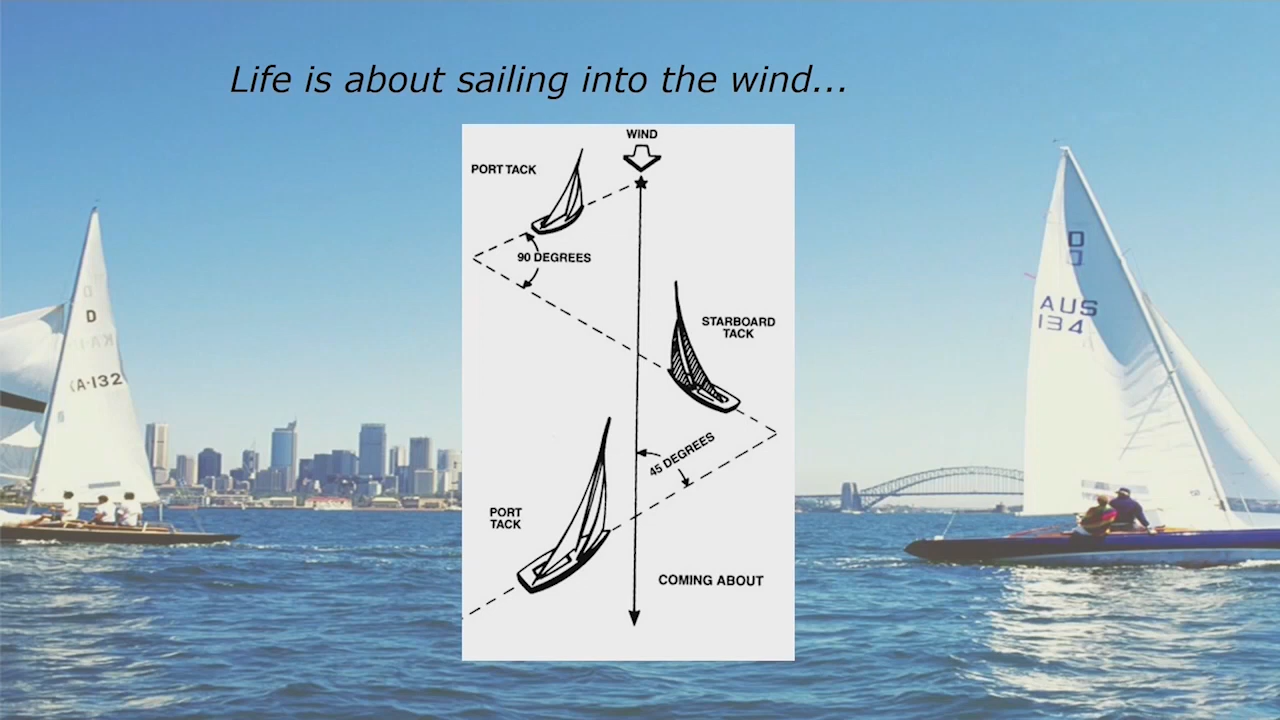 Life is about sailing into the wind...
WIND
PORT TACK
90 DEGREES
STARBOARD
TACK
45 DEGREES
PORT
TACK
COMING ABOUT
D
A-132
D
AUS
134